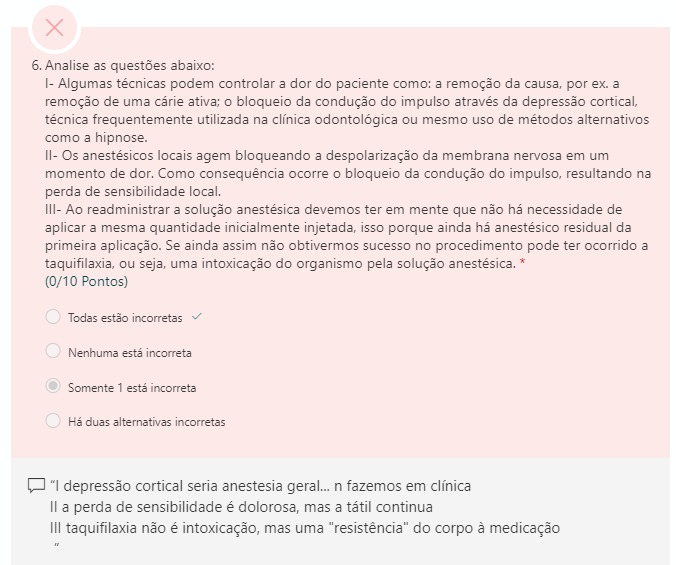 6. Analise as questões abaixo:
I- Algumas técnicas podem controlar a dor do paciente como: a remoção da causa, por ex. a
remoção de uma cárie ativa; o bloqueio da condução do impulso através da depressão cortical,
técnica frequentemente utilizada na clínica odontológica ou mesmo uso de métodos alternativos
como a hipnose.
II- Os anestésicos locais agem bloqueando a despolarização da membrana nervosa em um
momento de dor. Como consequência ocorre o bloqueio da condução do impulso, resultando na
perda de sensibilidade local.
III- Ao readministrar a solução anestésica devemos ter em mente que não há necessidade de
aplicar a mesma quantidade inicialmente injetada, isso porque ainda há anestésico residual da
primeira aplicação. Se ainda assim não obtivermos sucesso no procedimento pode ter ocorrido a
taquifilaxia, ou seja, uma intoxicação do organismo pela solução anestésica. *
(0/10 Pontos)
Todas estão incorretas
Nenhuma está incorreta
Somente 1 está incorreta
Há duas alternativas incorretas
"I depressão cortical seria anestesia geral... n fazemos em clínica
II a perda de sensibilidade é dolorosa, mas a tátil continua
III taquifilaxia não é intoxicação, mas uma "resistência" do corpo à medicação
"